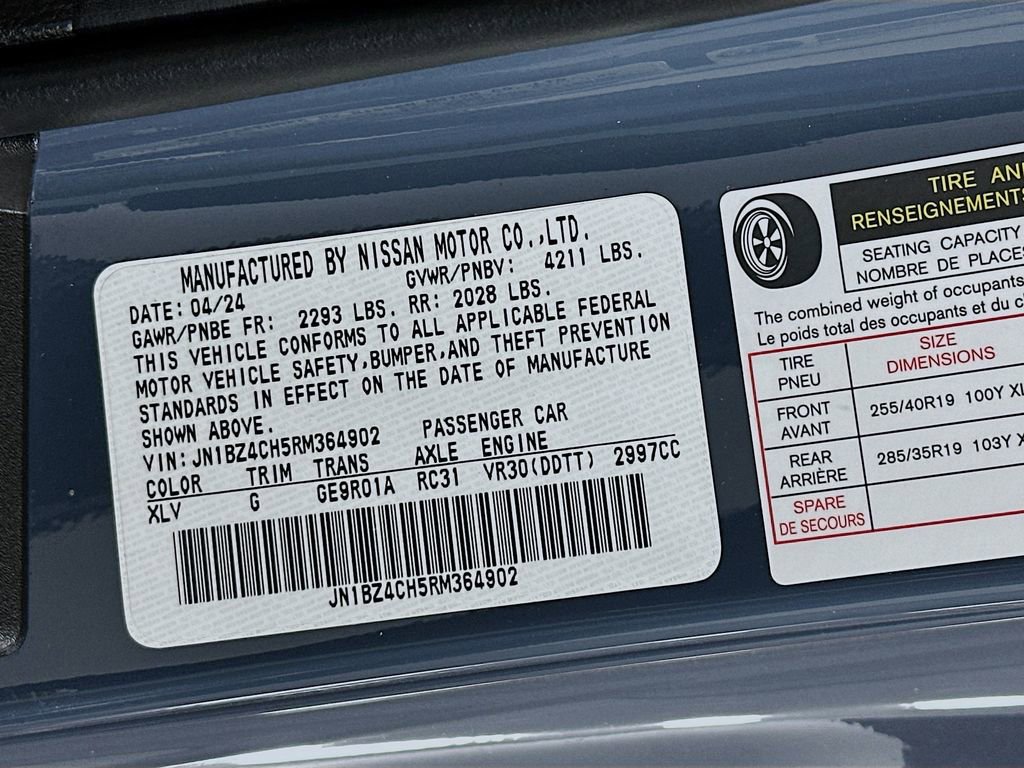 MANUFACTURED BY NISSAN MOTOR CO.,LTD.
DATE: 04/24 GVWR/PNBV: 4211 LBS.
GAWR/PNBE FR: 2293 LBS. RR: 2028 LBS.
THIS VEHICLE CONFORMS TO ALL APPLICABLE FEDERAL
MOTOR VEHICLE SAFETY,BUMPER,AND THEFT PREVENTION
STANDARDS IN EFFECT ON THE DATE OF MANUFACTURE
SHOWN ABOVE.
VIN: JN1BZ4CH5RM364902 PASSENGER CAR
COLOR TRIM TRANS AXLE ENGINE
XLV G GE9R01A RC31 VR30(DDTT) 2997CC
JN1BZ4CH5RM364902
TIRE AN
RENSEIGNEMENTS
SEATING CAPACITY
NOMBRE DE PLACES
The combined weight of occupants
Le poids total des occupants et du c
TIRE SIZE
PNEU DIMENSIONS
FRONT
AVANT 255/40R19 100Y XL
REAR
ARRIÈRE 285/35R19 103Y X
SPARE
DE SECOURS